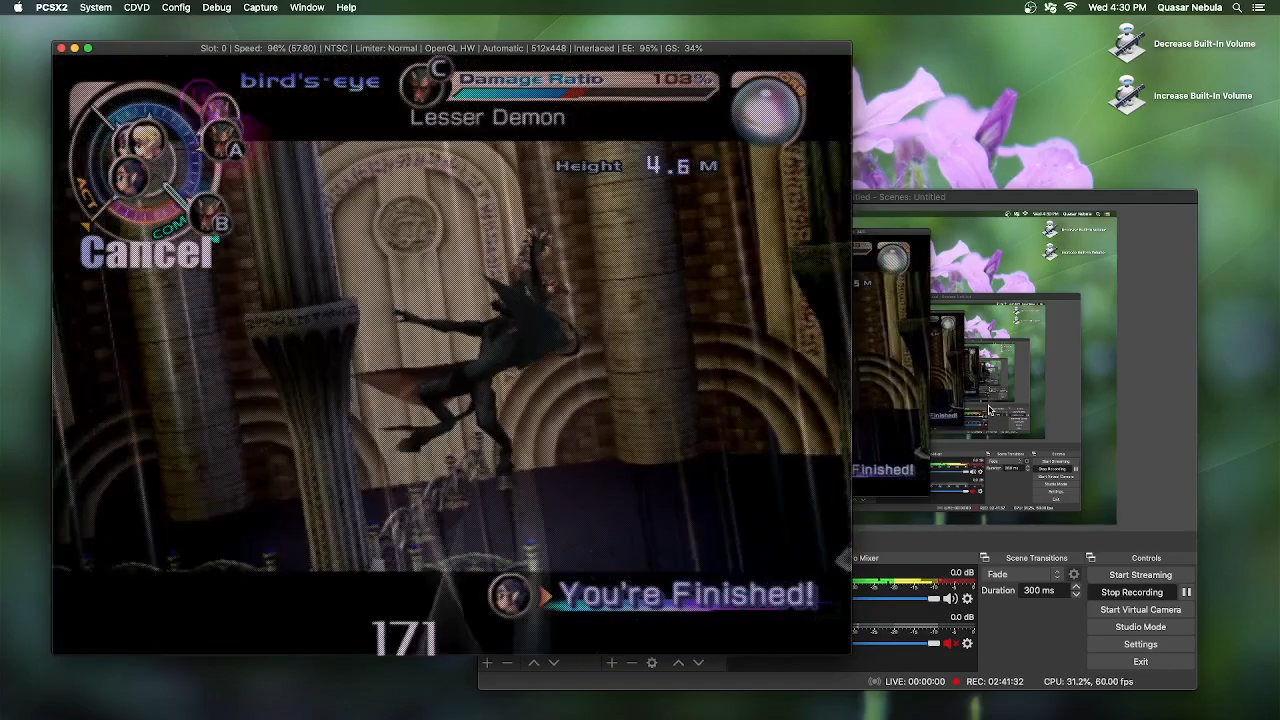 PCSX2 System CDVD Config Debug Capture Window Help
Wed 4:30 PM Quasar Nebula
Slot: 0 | Speed: 96% (57.80) | NTSC | Limiter: Normal | OpenGL HW | Automatic | 512x448 | Interlaced | EE: 95% | GS: 34%
Decrease Built-In Volume
Increase Built-In Volume
bird's-eye
C
Damage Ratio 103%
Lesser Demon
Height 4.6 M
A
B
ACT
COM
Cancel
You're Finished!
171
- Scenes: Untitled
Finished!
o Mixer
0.0 dB
0.0 dB
Scene Transitions
Fade
Duration 300 ms
Controls
Start Streaming
Stop Recording
Start Virtual Camera
Studio Mode
Settings
Exit
LIVE: 00:00:00 REC: 02:41:32 CPU: 31.2%, 60.00 fps